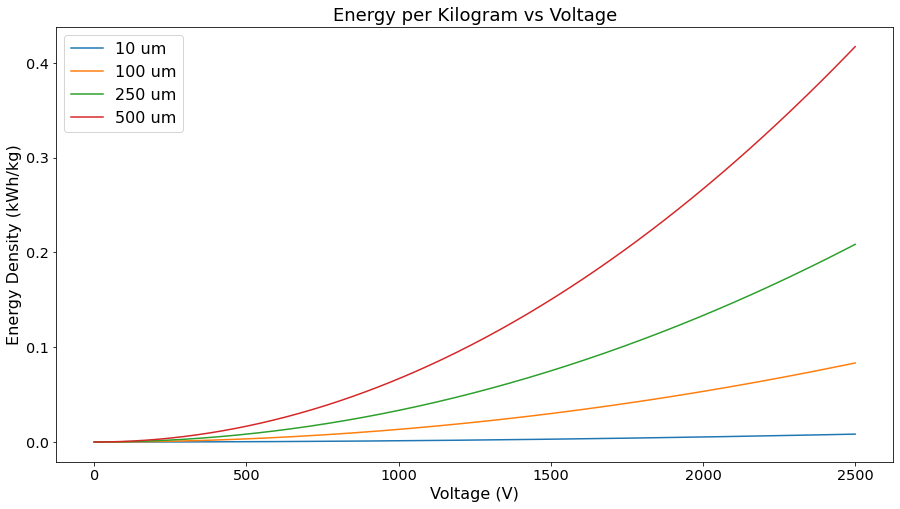 Energy per Kilogram vs Voltage
10 um
100 um
250 um
500 um
Energy Density (kWh/kg)
0.4
0.3
0.2
0.1
0.0
0 500 1000 1500 2000 2500
Voltage (V)